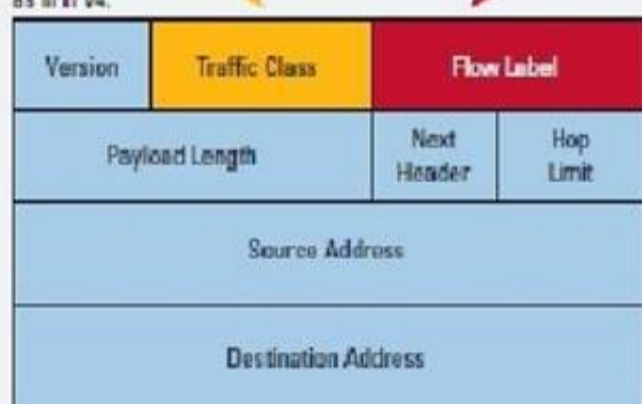 Version Traffic Class Flow Label
Payload Length Next Header Hop Limit
Source Address
Destination Address